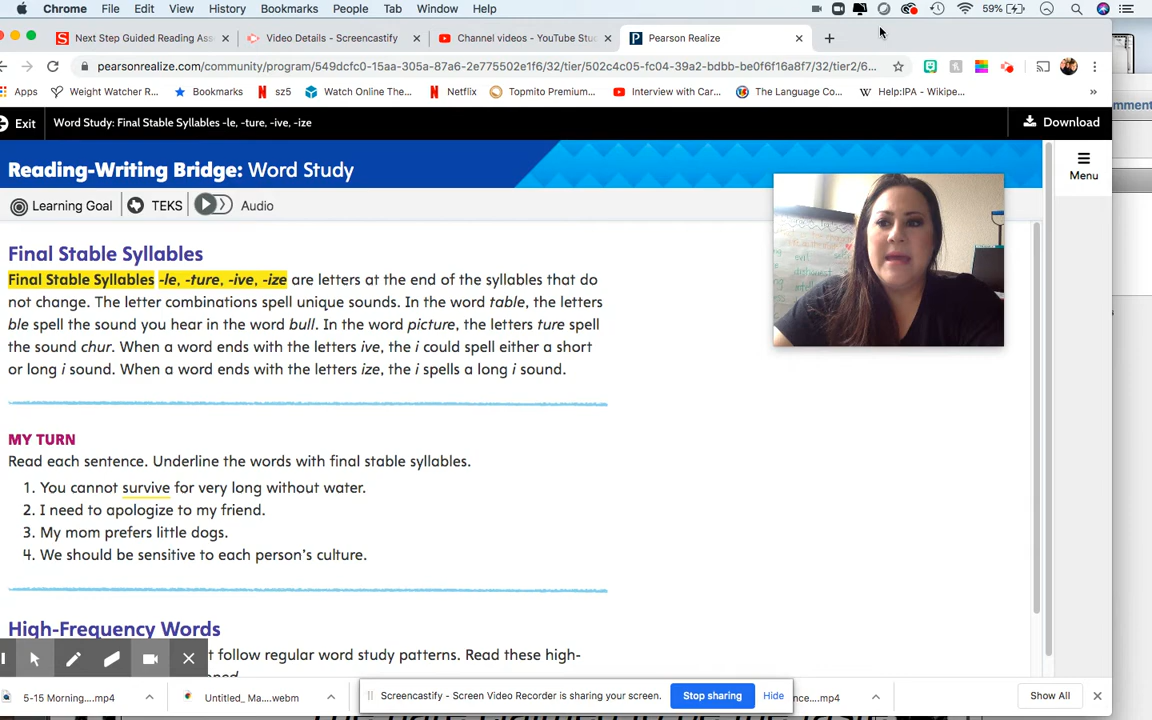 Chrome File Edit View History Bookmarks People Tab Window Help 59%
Next Step Guided Reading Ass
Video Details - Screencastify
Channel videos - YouTube Stu
Pearson Realize
pearsonrealize.com/community/program/549dcfc0-15aa-305a-87a6-2e775502e1f6/32/tier/502c4c05-fc04-39a2-bdbb-be0f6f16a8f7/32/tier2/6...
Apps Weight Watcher R... Bookmarks sz5 Watch Online The... Netflix Topmito Premium... Interview with Car... The Language Co... Help:IPA - Wikipe...
omment
Exit Word Study: Final Stable Syllables -le, -ture, -ive, -ize Download
Reading-Writing Bridge: Word Study
Menu
Learning Goal TEKS Audio
Final Stable Syllables
Final Stable Syllables -le, -ture, -ive, -ize are letters at the end of the syllables that do
not change. The letter combinations spell unique sounds. In the word table, the letters
ble spell the sound you hear in the word bull. In the word picture, the letters ture spell
the sound chur. When a word ends with the letters ive, the i could spell either a short
or long i sound. When a word ends with the letters ize, the i spells a long i sound.
MY TURN
Read each sentence. Underline the words with final stable syllables.
1. You cannot survive for very long without water.
2. I need to apologize to my friend.
3. My mom prefers little dogs.
4. We should be sensitive to each person's culture.
High-Frequency Words
t follow regular word study patterns. Read these high-
5-15 Morning....mp4
Untitled_ Ma....webm
Screencastify - Screen Video Recorder is sharing your screen. Stop sharing Hide
nce....mp4
Show All